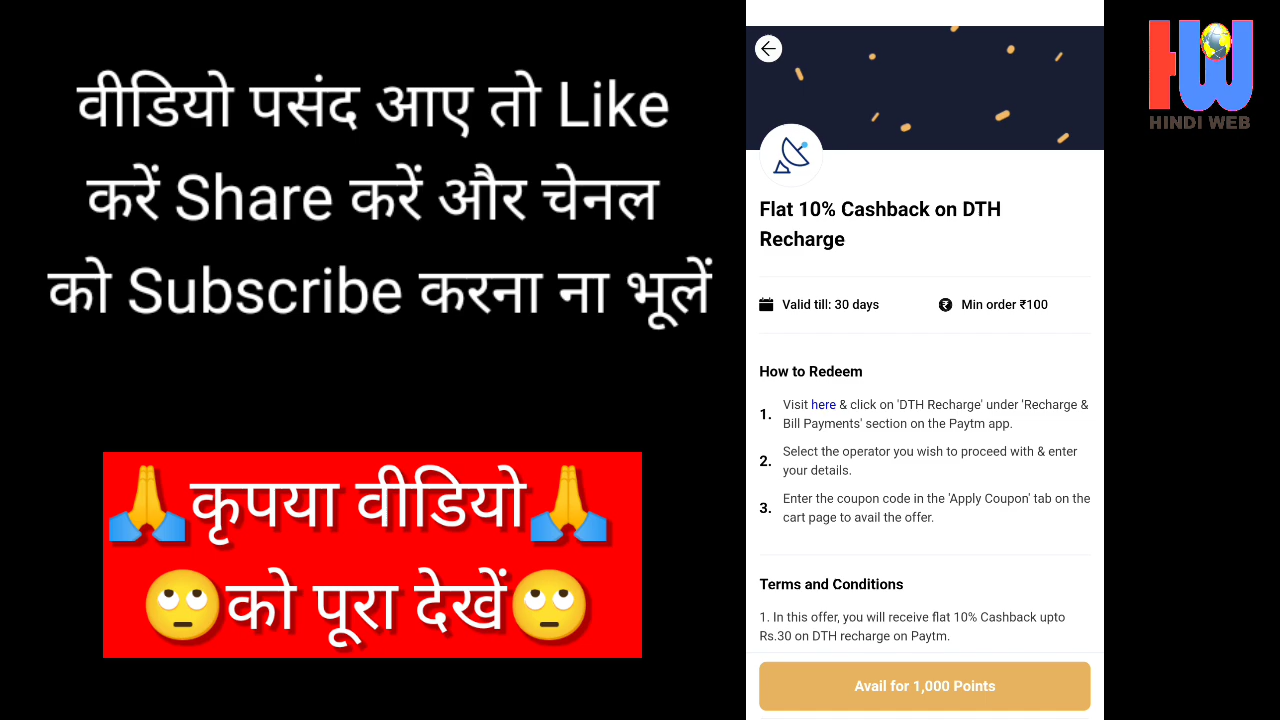 वीडियो पसंद आए तो Like
करें Share करें और चेनल
को Subscribe करना ना भूलें
🙏कृपया वीडियो🙏
🙄को पूरा देखें🙄
Flat 10% Cashback on DTH
Recharge
Valid till: 30 days
Min order ₹100
How to Redeem
1. Visit here & click on 'DTH Recharge' under 'Recharge &
Bill Payments' section on the Paytm app.
2. Select the operator you wish to proceed with & enter
your details.
3. Enter the coupon code in the 'Apply Coupon' tab on the
cart page to avail the offer.
Terms and Conditions
1. In this offer, you will receive flat 10% Cashback upto
Rs.30 on DTH recharge on Paytm.
Avail for 1,000 Points
HW
HINDI WEB